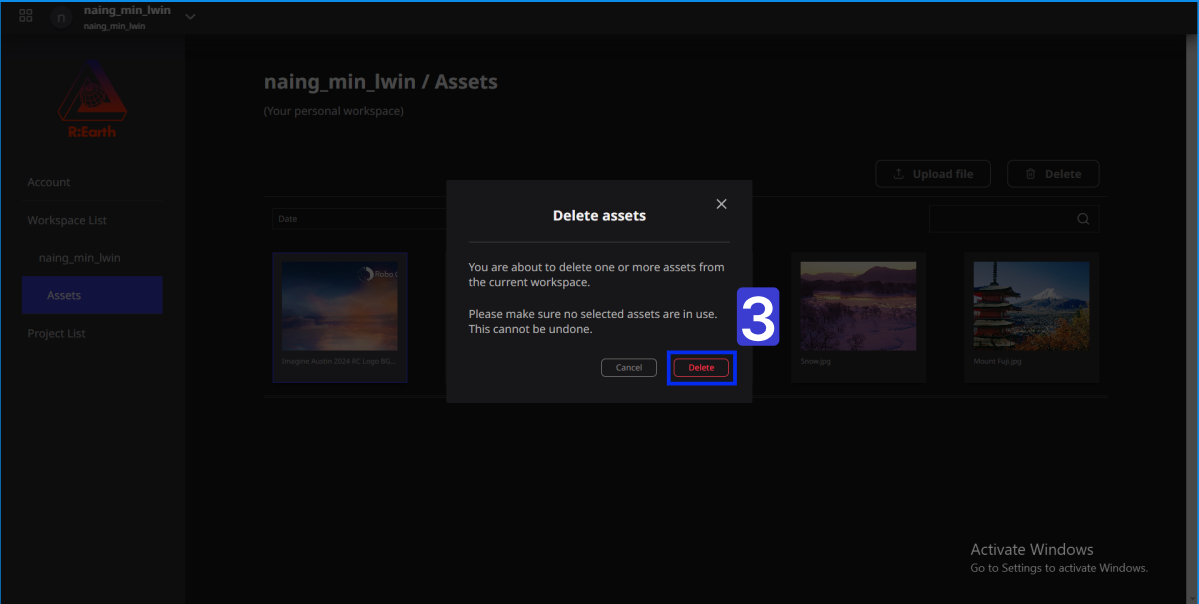 n
naing_min_lwin
naing_min_lwin
R:Earth
Account
Workspace List
naing_min_lwin
Assets
Project List
naing_min_lwin / Assets
(Your personal workspace)
Upload file
Delete
Date
Robo
Imagine Austin 2024 RC Logo BG...
Snow.jpg
Mount Fuji.jpg
Delete assets
You are about to delete one or more assets from
the current workspace.
Please make sure no selected assets are in use.
This cannot be undone.
Cancel
Delete
3
Activate Windows
Go to Settings to activate Windows.